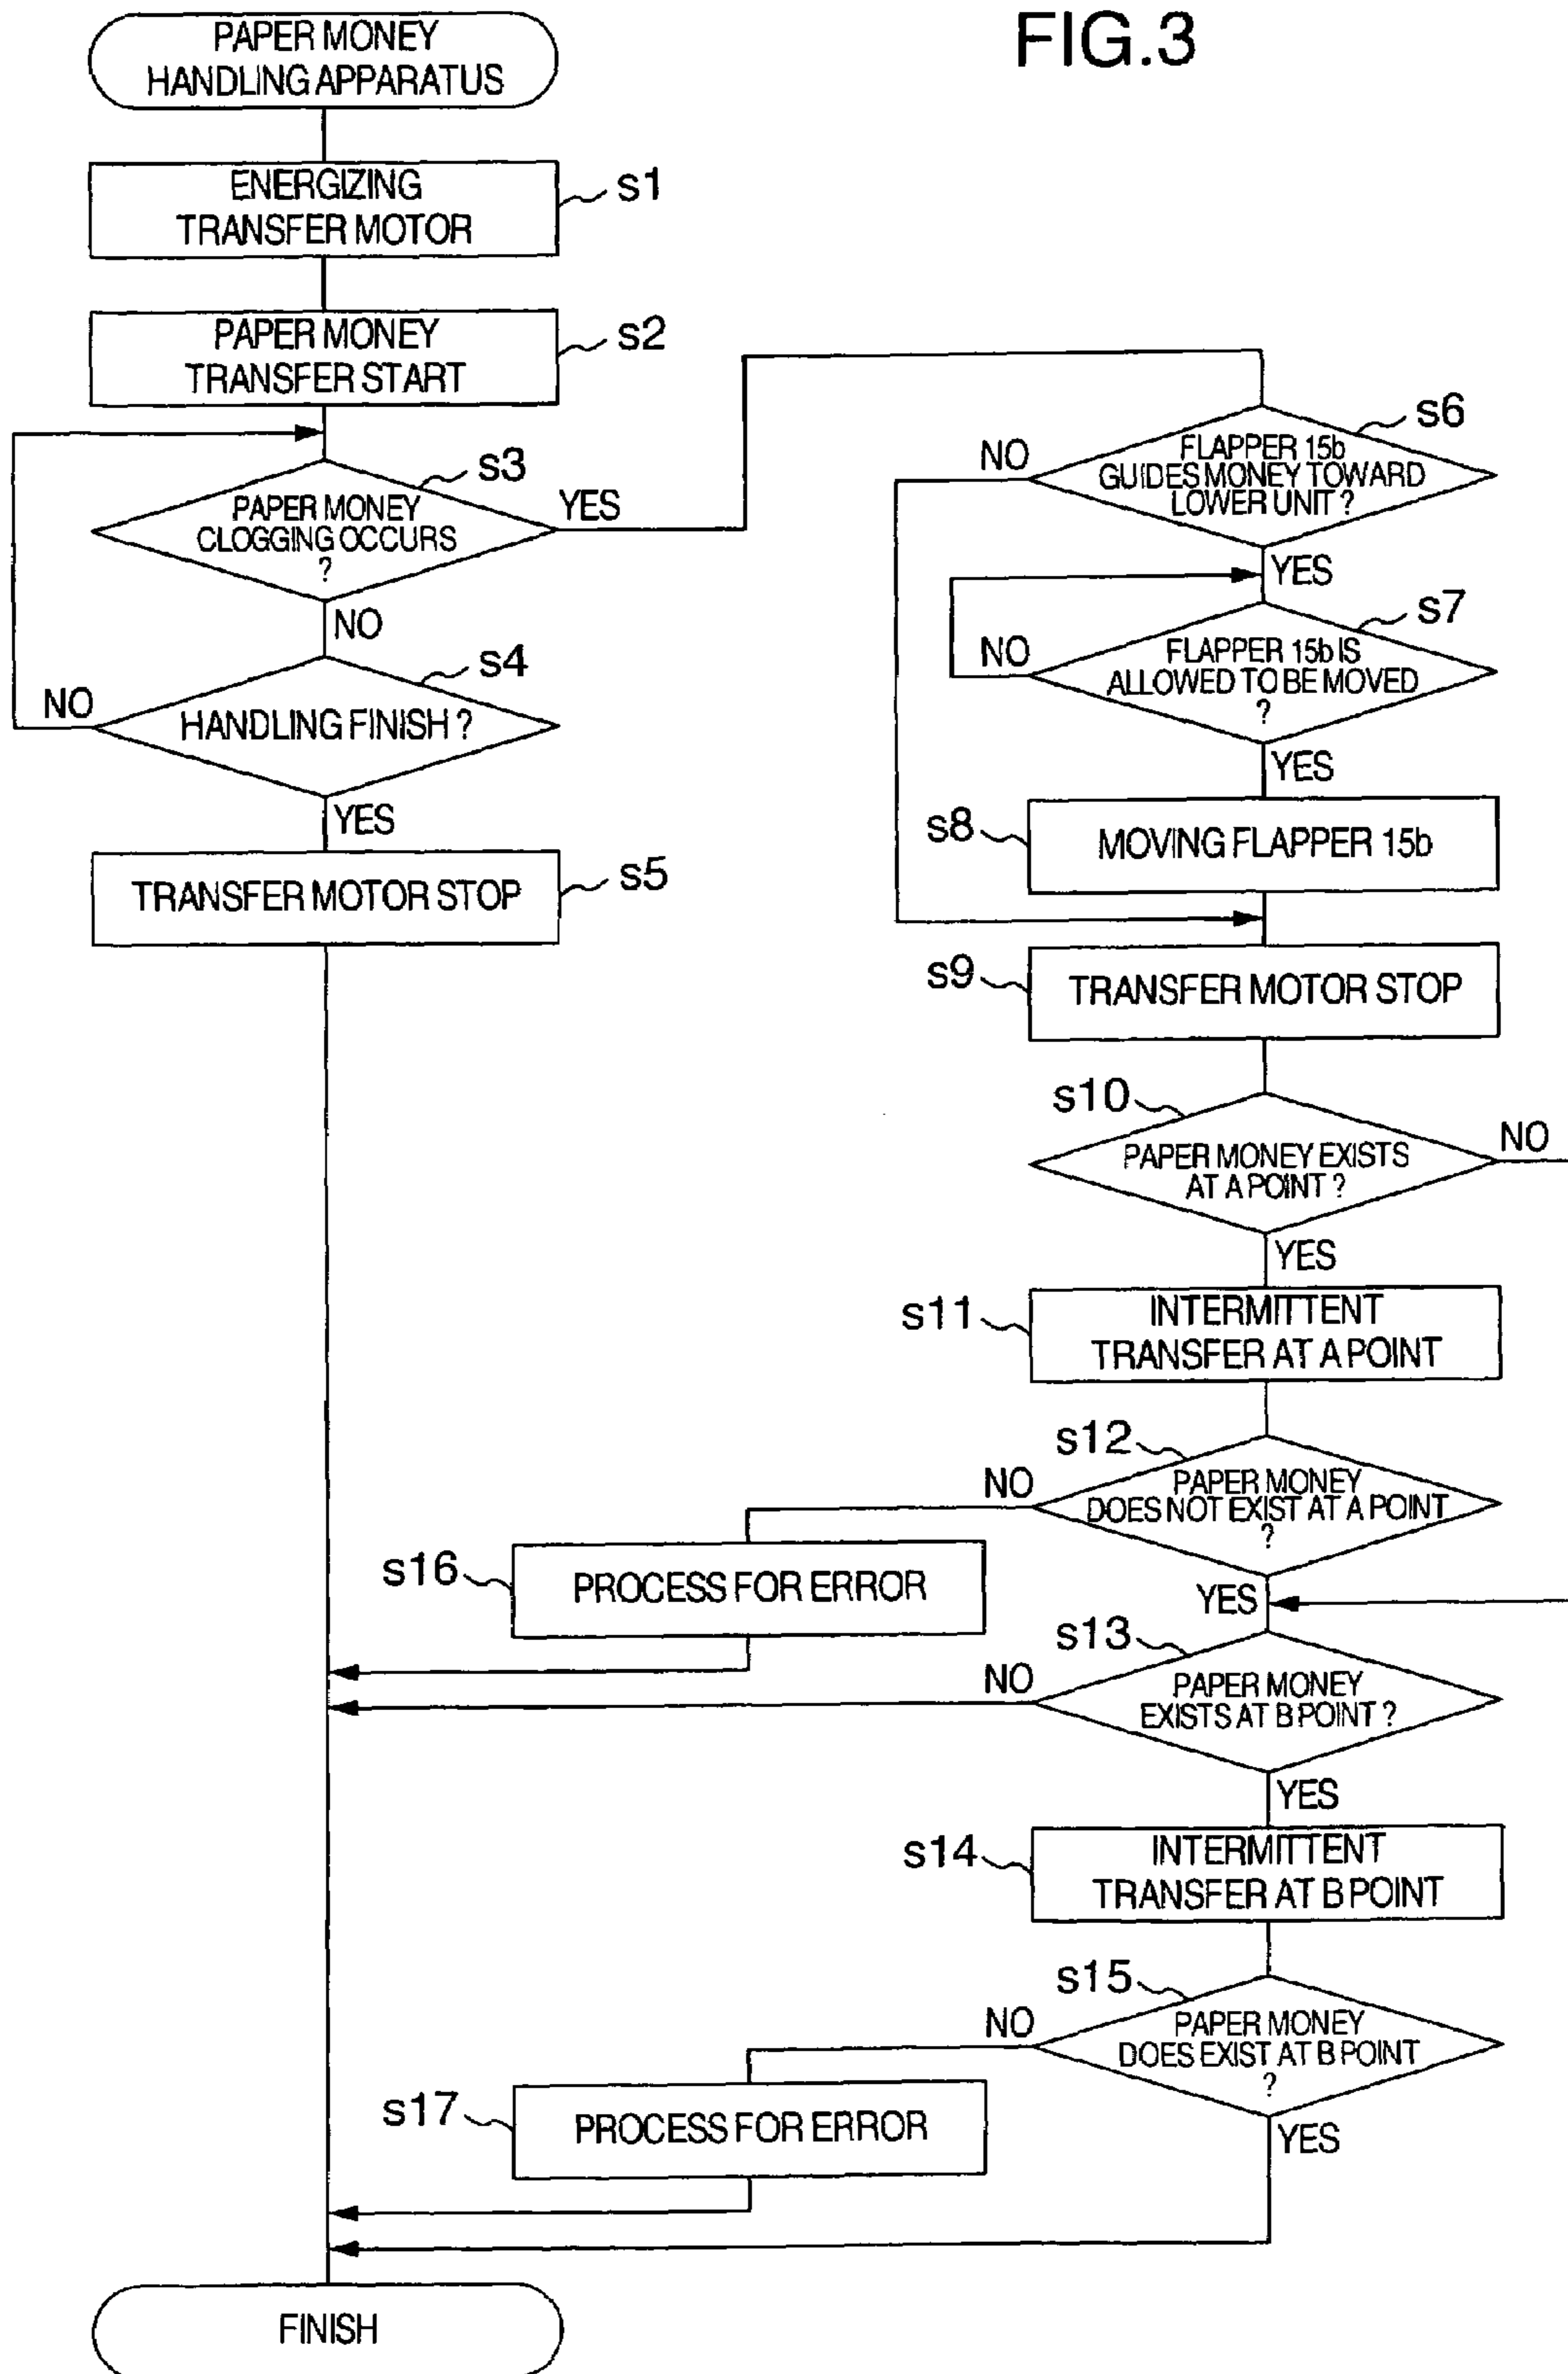 FIG.3
PAPER MONEY
HANDLING APPARATUS
ENERGIZING
TRANSFER MOTOR
s1
PAPER MONEY
TRANSFER START
s2
s3
PAPER MONEY
CLOGGING OCCURS
?
YES
NO
s4
HANDLING FINISH ?
NO
YES
TRANSFER MOTOR STOP
s5
s6
FLAPPER 15b
GUIDES MONEY TOWARD
LOWER UNIT ?
NO
YES
s7
FLAPPER 15b IS
ALLOWED TO BE MOVED
?
NO
YES
s8
MOVING FLAPPER 15b
s9
TRANSFER MOTOR STOP
s10
PAPER MONEY EXISTS
AT A POINT ?
NO
YES
s11
INTERMITTENT
TRANSFER AT A POINT
s12
PAPER MONEY
DOES NOT EXIST AT A POINT
?
NO
s16
PROCESS FOR ERROR
YES
s13
PAPER MONEY
EXISTS AT B POINT ?
NO
YES
s14
INTERMITTENT
TRANSFER AT B POINT
s15
PAPER MONEY
DOES EXIST AT B POINT
?
NO
s17
PROCESS FOR ERROR
YES
FINISH